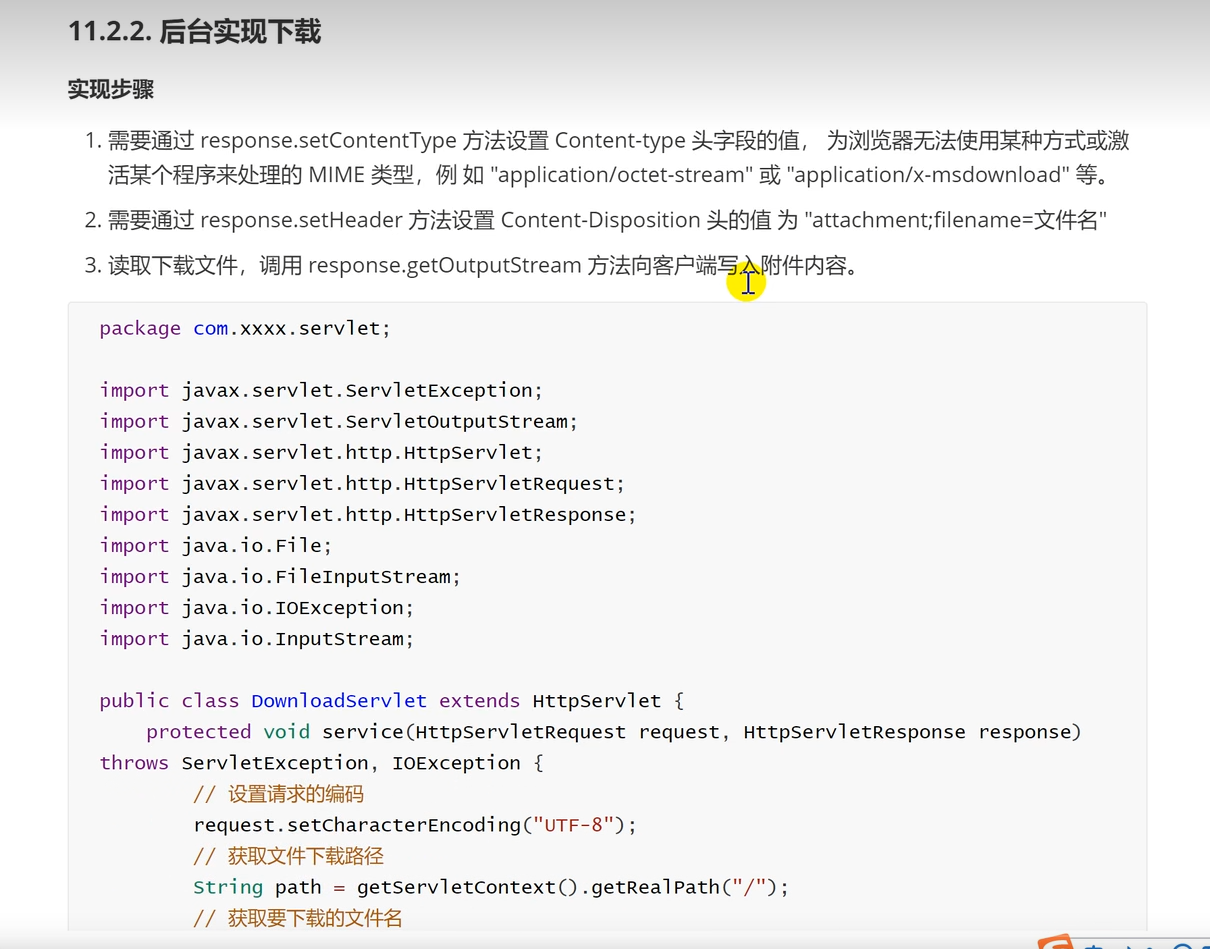 11.2.2. 后台实现下载
实现步骤
1. 需要通过 response.setContentType 方法设置 Content-type 头字段的值， 为浏览器无法使用某种方式或激
活某个程序来处理的 MIME 类型，例 如 "application/octet-stream" 或 "application/x-msdownload" 等。
2. 需要通过 response.setHeader 方法设置 Content-Disposition 头的值 为 "attachment;filename=文件名"
3. 读取下载文件，调用 response.getOutputStream 方法向客户端写入附件内容。
package com.xxxx.servlet;
import javax.servlet.ServletException;
import javax.servlet.ServletOutputStream;
import javax.servlet.http.HttpServlet;
import javax.servlet.http.HttpServletRequest;
import javax.servlet.http.HttpServletResponse;
import java.io.File;
import java.io.FileInputStream;
import java.io.IOException;
import java.io.InputStream;
public class DownloadServlet extends HttpServlet {
    protected void service(HttpServletRequest request, HttpServletResponse response)
throws ServletException, IOException {
        // 设置请求的编码
        request.setCharacterEncoding("UTF-8");
        // 获取文件下载路径
        String path = getServletContext().getRealPath("/");
        // 获取要下载的文件名